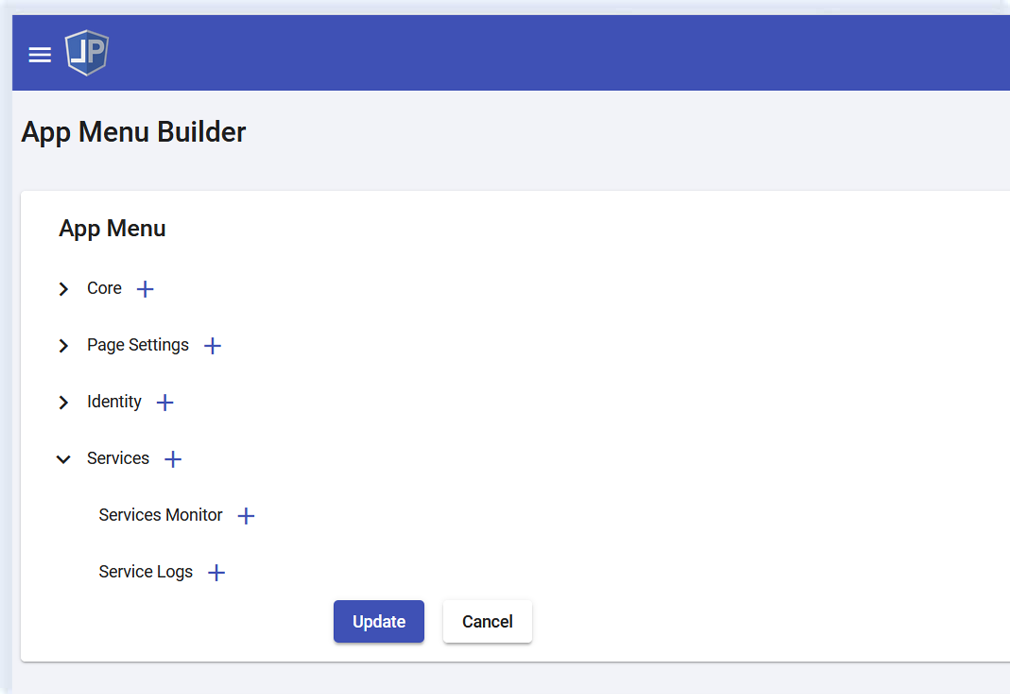 JP
App Menu Builder
App Menu
Core
Page Settings
Identity
Services
Services Monitor
Service Logs
Update Cancel